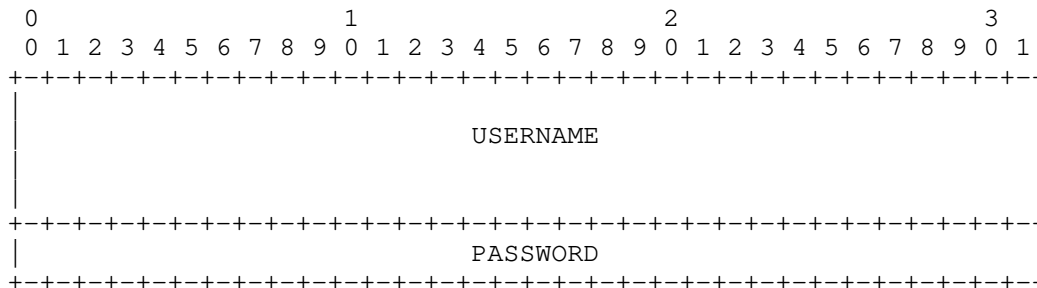 0                   1                   2                   3
0 1 2 3 4 5 6 7 8 9 0 1 2 3 4 5 6 7 8 9 0 1 2 3 4 5 6 7 8 9 0 1
+-+-+-+-+-+-+-+-+-+-+-+-+-+-+-+-+-+-+-+-+-+-+-+-+-+-+-+-+-+-+-+-
|
| USERNAME
|
|
+-+-+-+-+-+-+-+-+-+-+-+-+-+-+-+-+-+-+-+-+-+-+-+-+-+-+-+-+-+-+-+-
| PASSWORD
+-+-+-+-+-+-+-+-+-+-+-+-+-+-+-+-+-+-+-+-+-+-+-+-+-+-+-+-+-+-+-+-